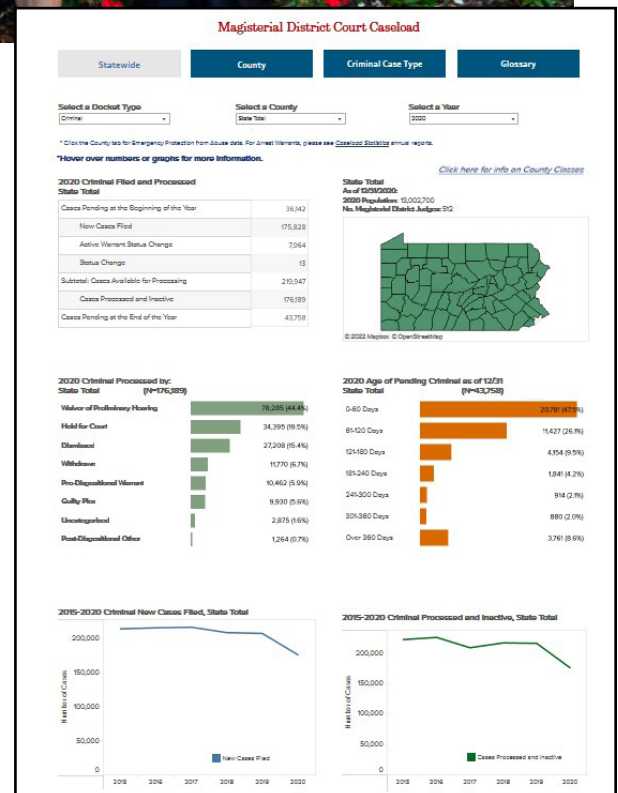 Magisterial District Court Caseload
Statewide
County
Criminal Case Type
Glossary
Select a Docket Type
Select a County
Select a Year
Criminal
State Total
2020
* Click the County tab for Emergency Protection from Abuse data. For Arrest Warrants, please see Caseload Statistics annual reports.
*Hover over numbers or graphs for more information.
Click here for info on County Classes
2020 Criminal Filed and Processed
State Total
Cases Pending at the Beginning of the Year 36,142
New Cases Filed 175,828
Active Warrant Status Change 7,964
Status Change 13
Subtotal: Cases Available for Processing 219,947
Cases Processed and Inactive 176,189
Cases Pending at the End of the Year 43,758
State Total
As of 12/31/2020:
2020 Population: 13,002,700
No. Magisterial District Judges: 512
© 2022 Mapbox © OpenStreetMap
2020 Criminal Processed by:
State Total (N=176,189)
Waiver of Preliminary Hearing 78,285 (44.4%)
Held for Court 34,395 (19.5%)
Dismissed 27,208 (15.4%)
Withdrawn 11,770 (6.7%)
Pre-Dispositional Warrant 10,462 (5.9%)
Guilty Plea 9,930 (5.6%)
Uncategorized 2,875 (1.6%)
Post-Dispositional Other 1,264 (0.7%)
2020 Age of Pending Criminal as of 12/31
State Total (N=43,758)
0-60 Days 20,781 (47.5%)
61-120 Days 11,427 (26.1%)
121-180 Days 4,154 (9.5%)
181-240 Days 1,841 (4.2%)
241-300 Days 914 (2.1%)
301-360 Days 880 (2.0%)
Over 360 Days 3,761 (8.6%)
2015-2020 Criminal New Cases Filed, State Total
Number of Cases
200,000
150,000
100,000
50,000
0
New Cases Filed
2015 2016 2017 2018 2019 2020
2015-2020 Criminal Processed and Inactive, State Total
Number of Cases
200,000
150,000
100,000
50,000
0
Cases Processed and Inactive
2015 2016 2017 2018 2019 2020